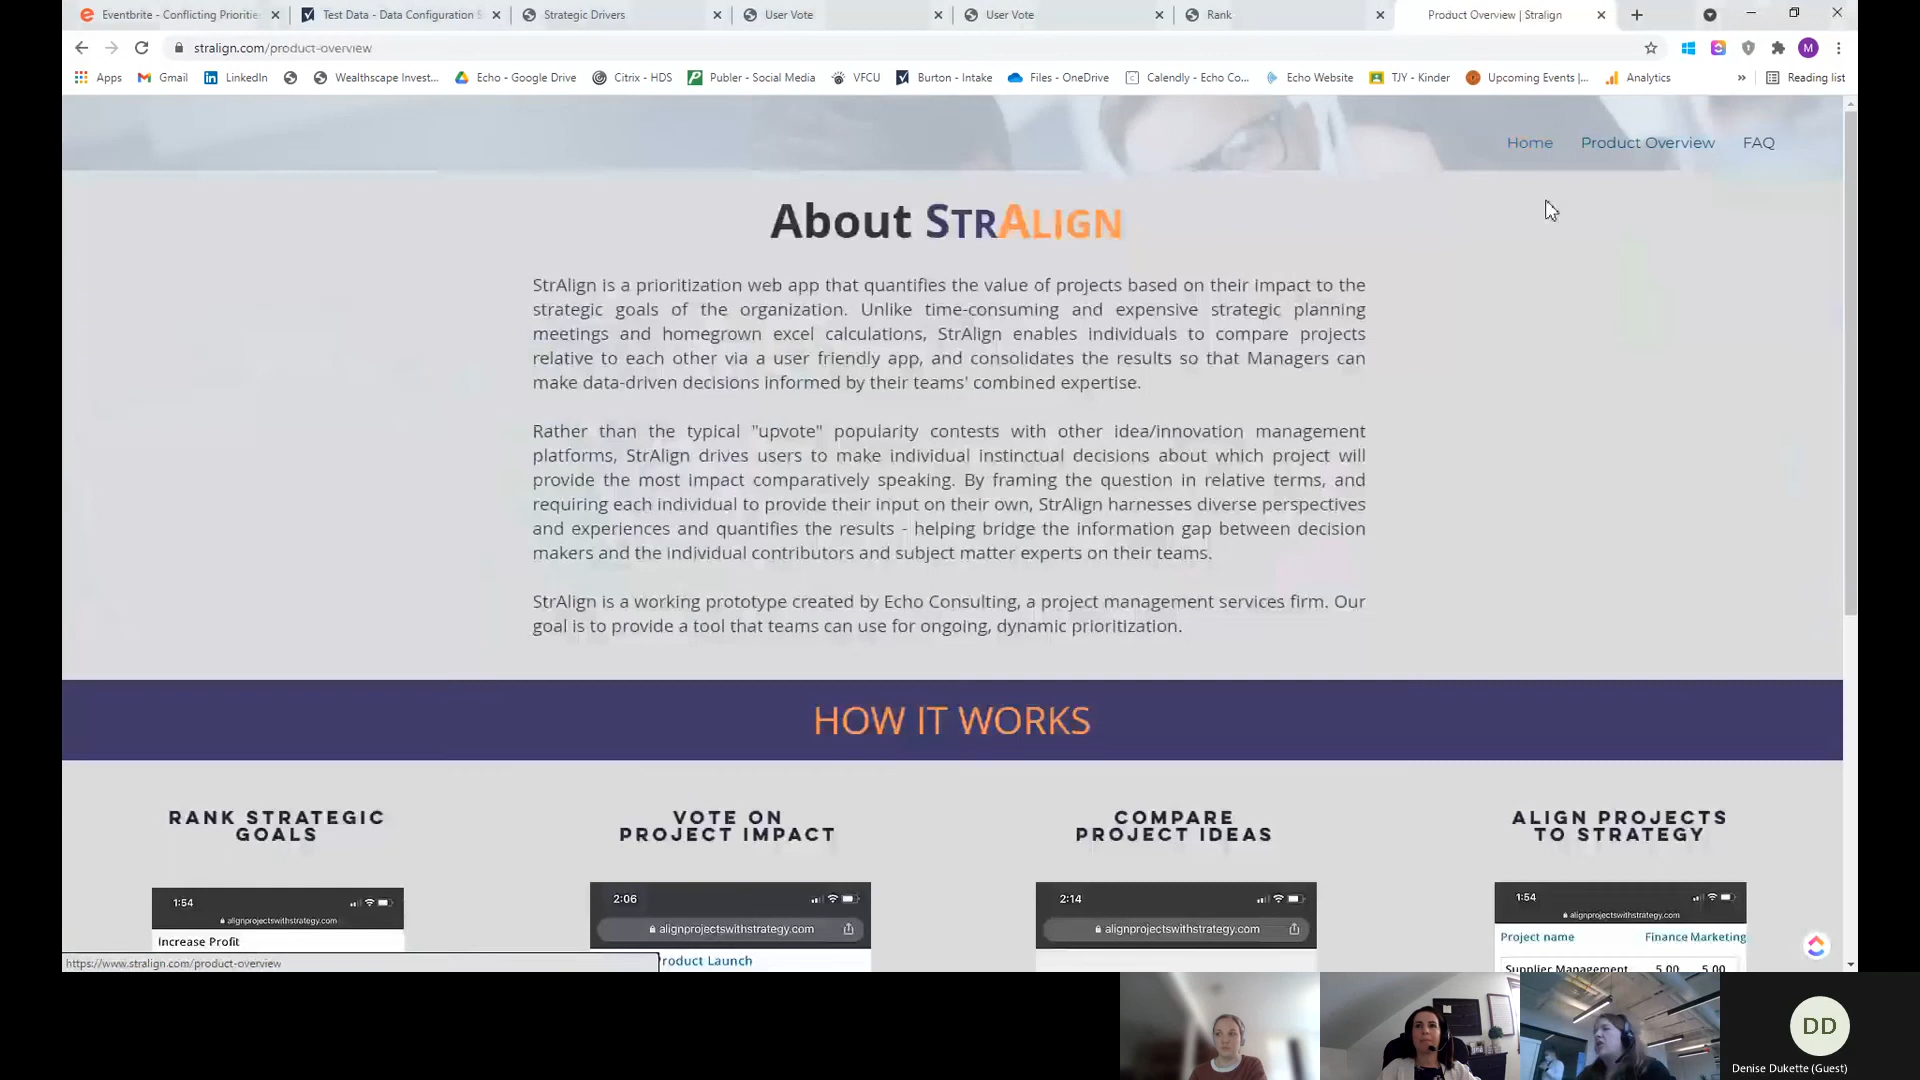 Eventbrite - Conflicting Prioritie
Test Data - Data Configuration S
Strategic Drivers
User Vote
User Vote
Rank
Product Overview | Stralign
stralign.com/product-overview
M
Apps
Gmail
LinkedIn
Wealthscape Invest...
Echo - Google Drive
Citrix - HDS
Publer - Social Media
VFCU
Burton - Intake
Files - OneDrive
Calendly - Echo Co...
Echo Website
TJY - Kinder
Upcoming Events |...
Analytics
»
Reading list
Home
Product Overview
FAQ
About STRALIGN
StrAlign is a prioritization web app that quantifies the value of projects based on their impact to the
strategic goals of the organization. Unlike time-consuming and expensive strategic planning
meetings and homegrown excel calculations, StrAlign enables individuals to compare projects
relative to each other via a user friendly app, and consolidates the results so that Managers can
make data-driven decisions informed by their teams' combined expertise.
Rather than the typical "upvote" popularity contests with other idea/innovation management
platforms, StrAlign drives users to make individual instinctual decisions about which project will
provide the most impact comparatively speaking. By framing the question in relative terms, and
requiring each individual to provide their input on their own, StrAlign harnesses diverse perspectives
and experiences and quantifies the results - helping bridge the information gap between decision
makers and the individual contributors and subject matter experts on their teams.
StrAlign is a working prototype created by Echo Consulting, a project management services firm. Our
goal is to provide a tool that teams can use for ongoing, dynamic prioritization.
HOW IT WORKS
RANK STRATEGIC
GOALS
VOTE ON
PROJECT IMPACT
COMPARE
PROJECT IDEAS
ALIGN PROJECTS
TO STRATEGY
1:54
alignprojectswithstrategy.com
Increase Profit
2:06
alignprojectswithstrategy.com
roduct Launch
2:14
alignprojectswithstrategy.com
1:54
alignprojectswithstrategy.com
Project name
Finance Marketing
Supplier Management 5.00 5.00
https://www.stralign.com/product-overview
DD
Denise Dukette (Guest)